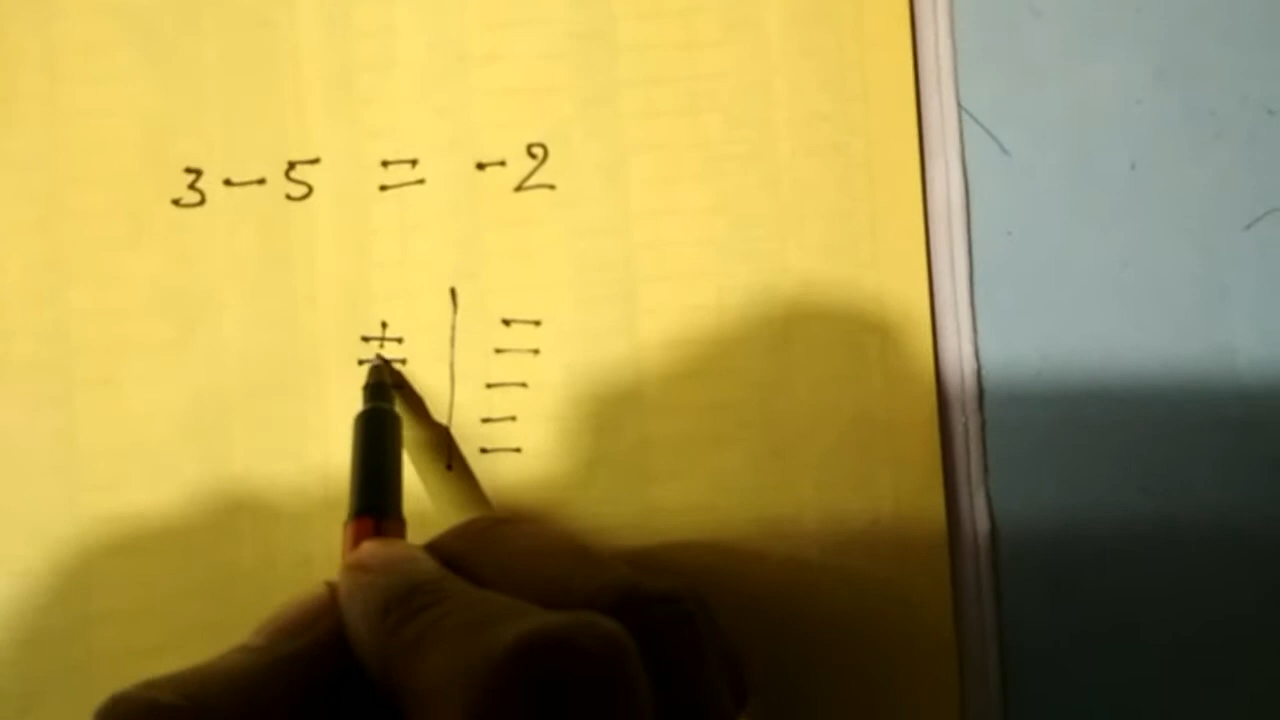 3 - 5 = -2
+ | -
+ -
-
-
-